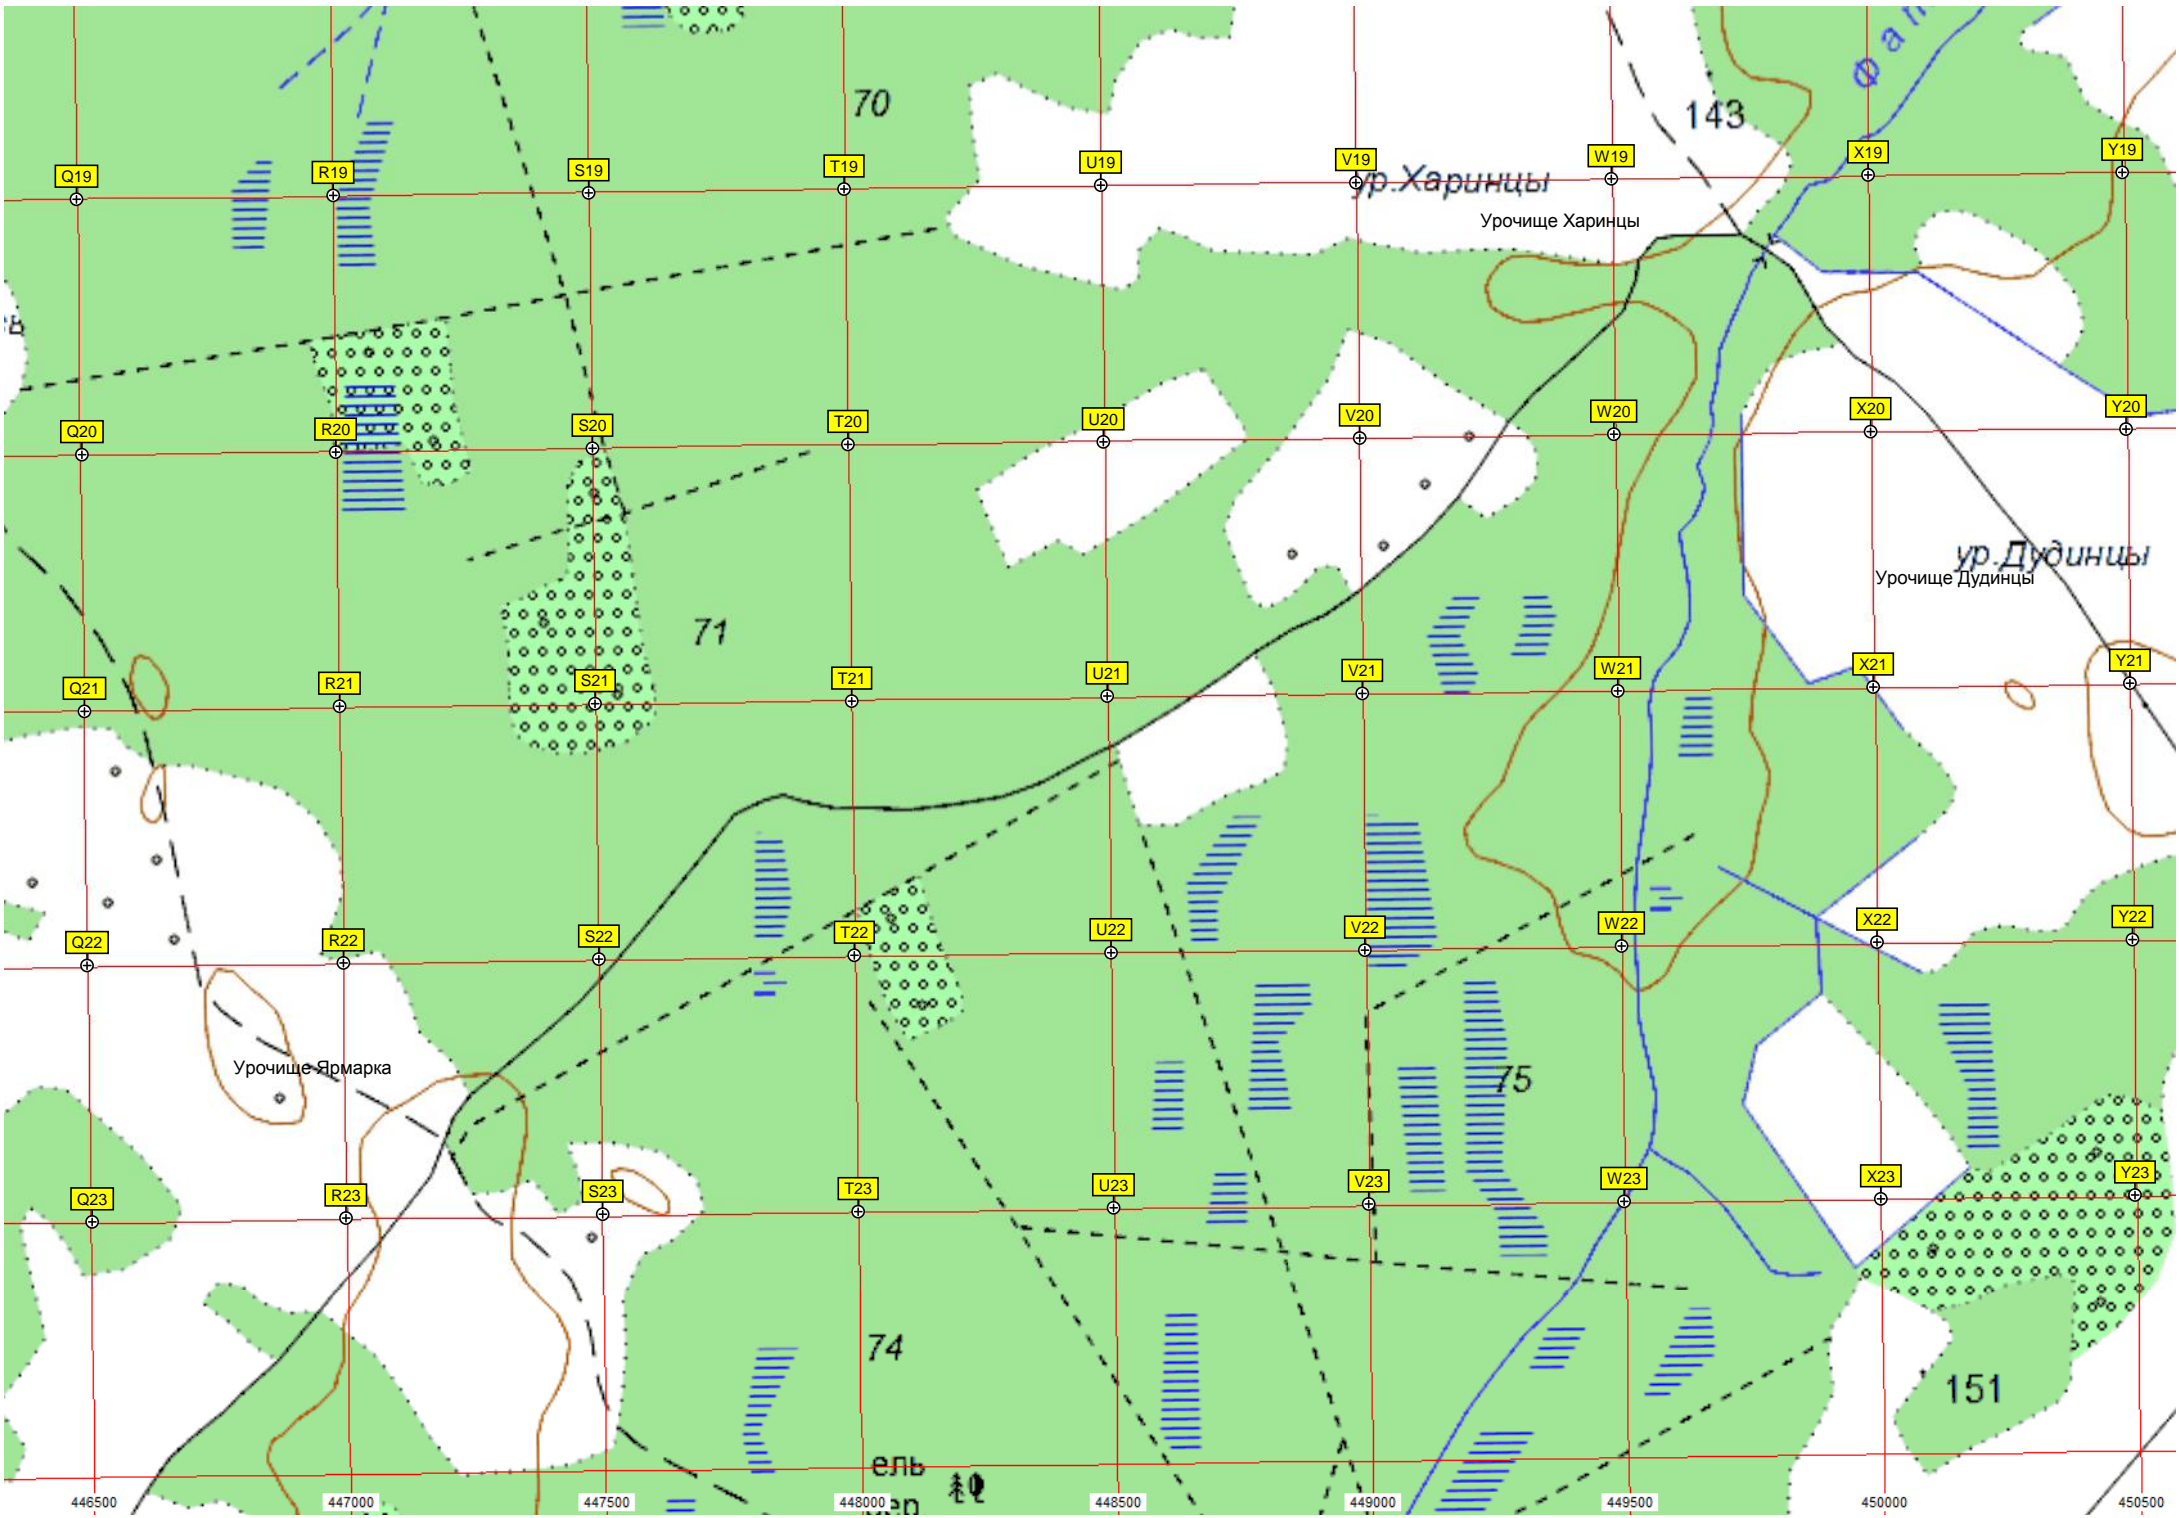 Фа
70
143
Q19 R19 S19 T19 U19 V19 W19 X19 Y19
ур.Харинцы
Урочище Харинцы
Q20 R20 S20 T20 U20 V20 W20 X20 Y20
ур.Дудинцы
Урочище Дудинцы
71
Q21 R21 S21 T21 U21 V21 W21 X21 Y21
Q22 R22 S22 T22 U22 V22 W22 X22 Y22
Урочище Ярмарка
75
Q23 R23 S23 T23 U23 V23 W23 X23 Y23
74
151
ель
446500 447000 447500 448000 448500 449000 449500 450000 450500